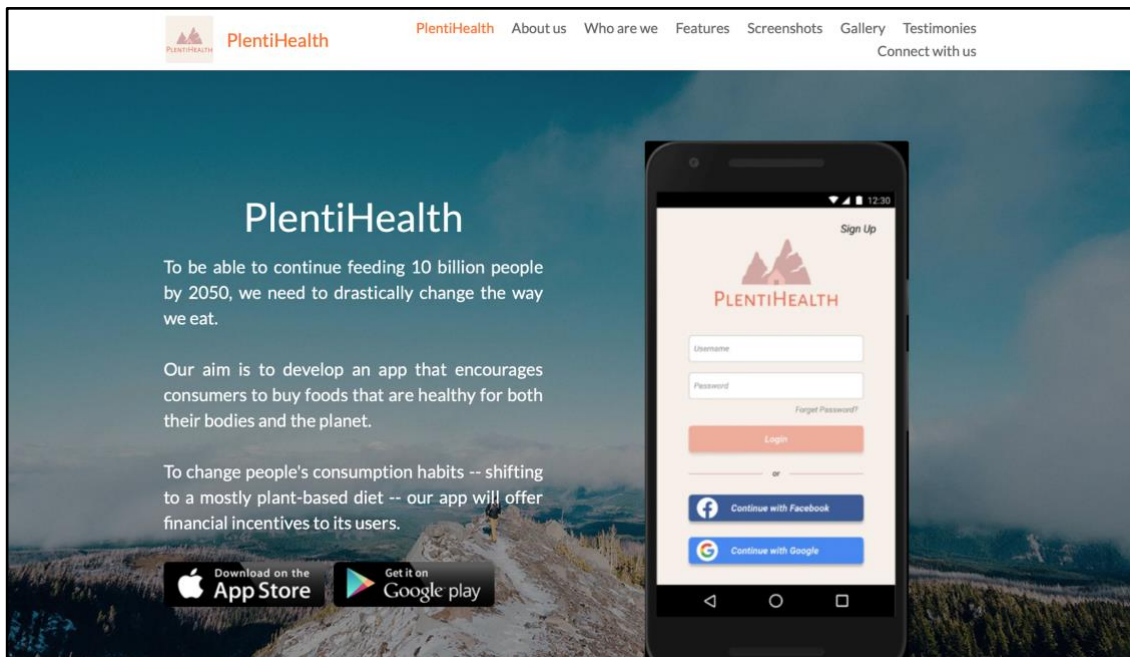 PLENTIHEALTH
PlentiHealth
PlentiHealth About us Who are we Features Screenshots Gallery Testimonies
Connect with us
PlentiHealth
To be able to continue feeding 10 billion people
by 2050, we need to drastically change the way
we eat.
Our aim is to develop an app that encourages
consumers to buy foods that are healthy for both
their bodies and the planet.
To change people's consumption habits -- shifting
to a mostly plant-based diet -- our app will offer
financial incentives to its users.
Download on the
App Store
Get it on
Google play
12:30
Sign Up
PLENTIHEALTH
Username
Password
Forget Password?
Login
or
Continue with Facebook
Continue with Google